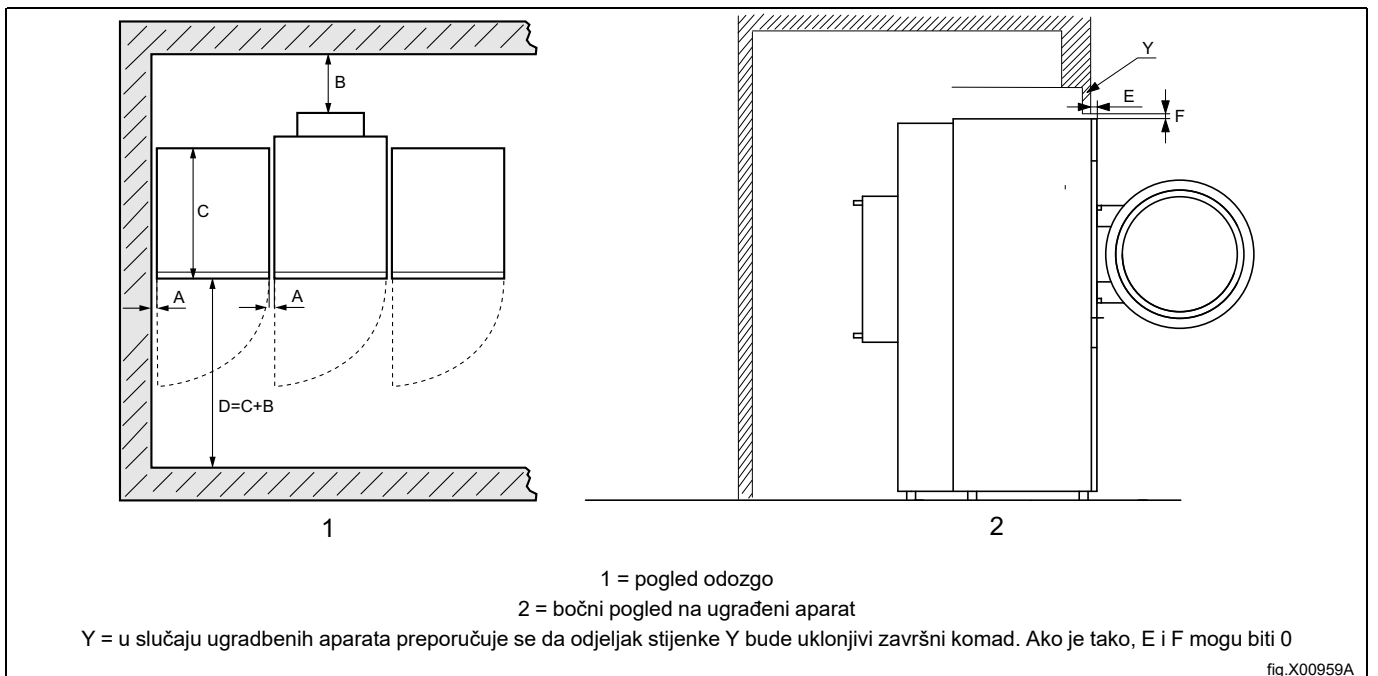 B
C
A
A
D=C+B
1
Y
E
F
2
1 = pogled odozgo
2 = bočni pogled na ugrađeni aparat
Y = u slučaju ugradbenih aparata preporučuje se da odjeljak stijenke Y bude uklonjivi završni komad. Ako je tako, E i F mogu biti 0
fig.X00959A